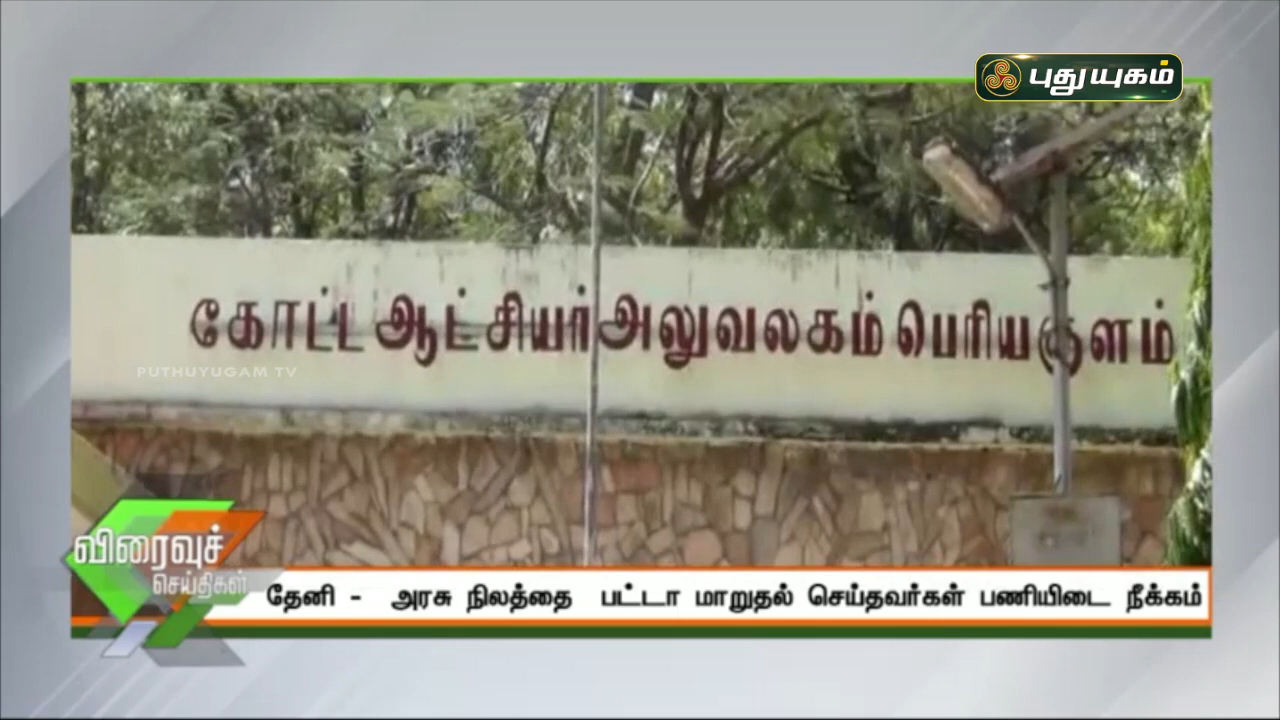 புதுயுகம்
கோட்ட ஆட்சியர் அலுவலகம் பெரியகுளம்
PUTHUYUGAM TV
விரைவுச்
செய்திகள்
தேனி - அரசு நிலத்தை பட்டா மாறுதல் செய்தவர்கள் பணியிடை நீக்கம்